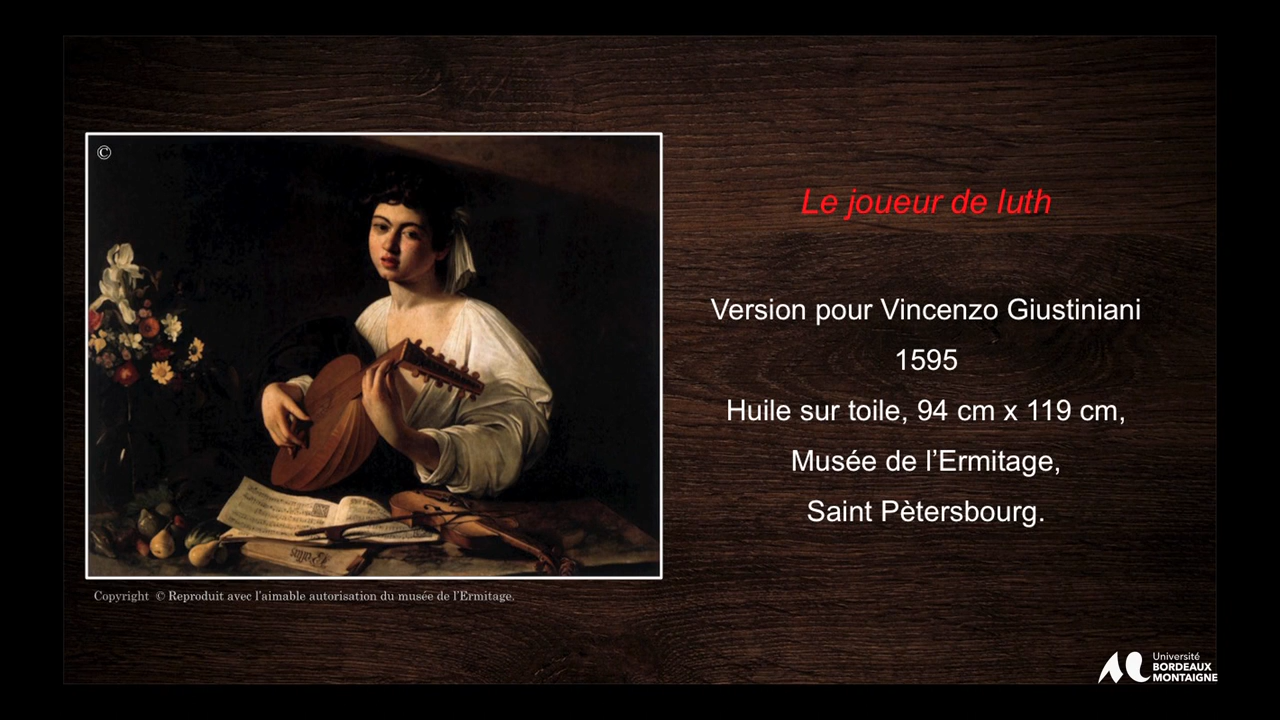 ©
Le joueur de luth
Version pour Vincenzo Giustiniani
1595
Huile sur toile, 94 cm x 119 cm,
Musée de l’Ermitage,
Saint Pètersbourg.
Copyright © Reproduit avec l'aimable autorisation du musée de l'Ermitage.
Université
BORDEAUX
MONTAIGNE